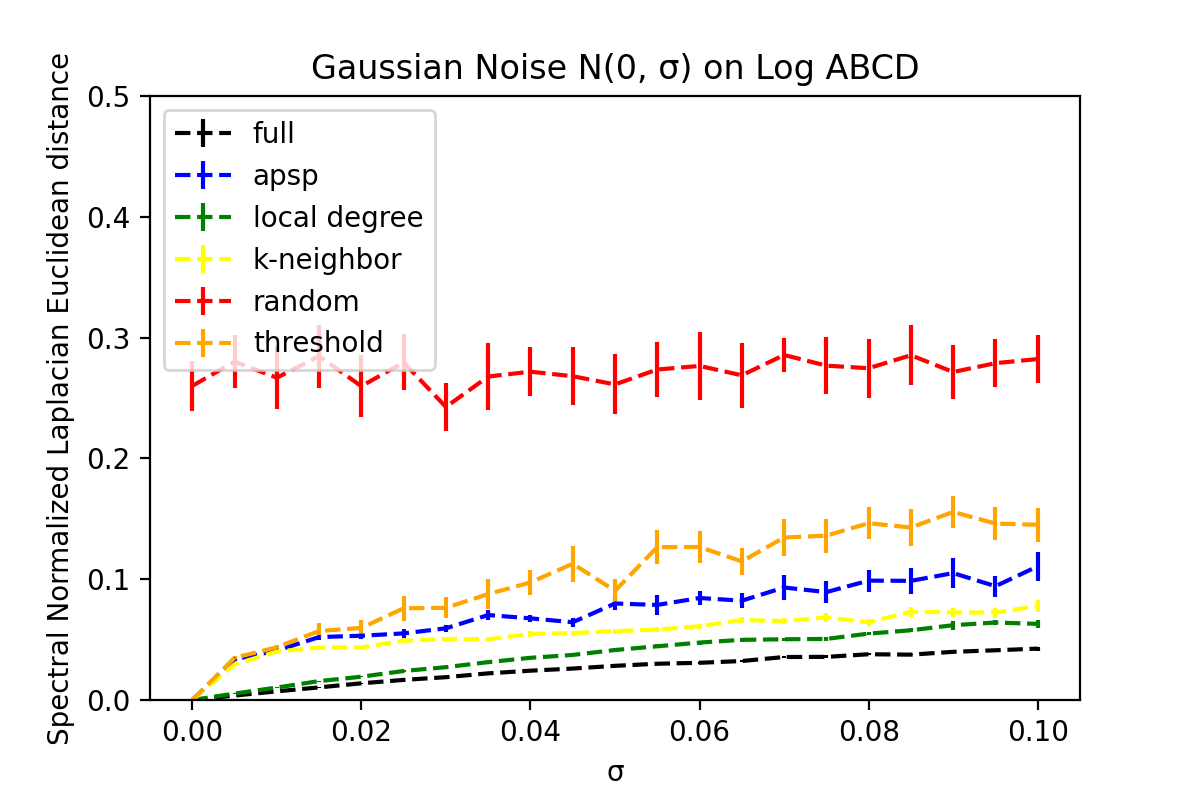 Gaussian Noise N(0, σ) on Log ABCD
Spectral Normalized Laplacian Euclidean distance
0.5
0.4
0.3
0.2
0.1
0.0
full
apsp
local degree
k-neighbor
random
threshold
0.00 0.02 0.04 0.06 0.08 0.10
σ